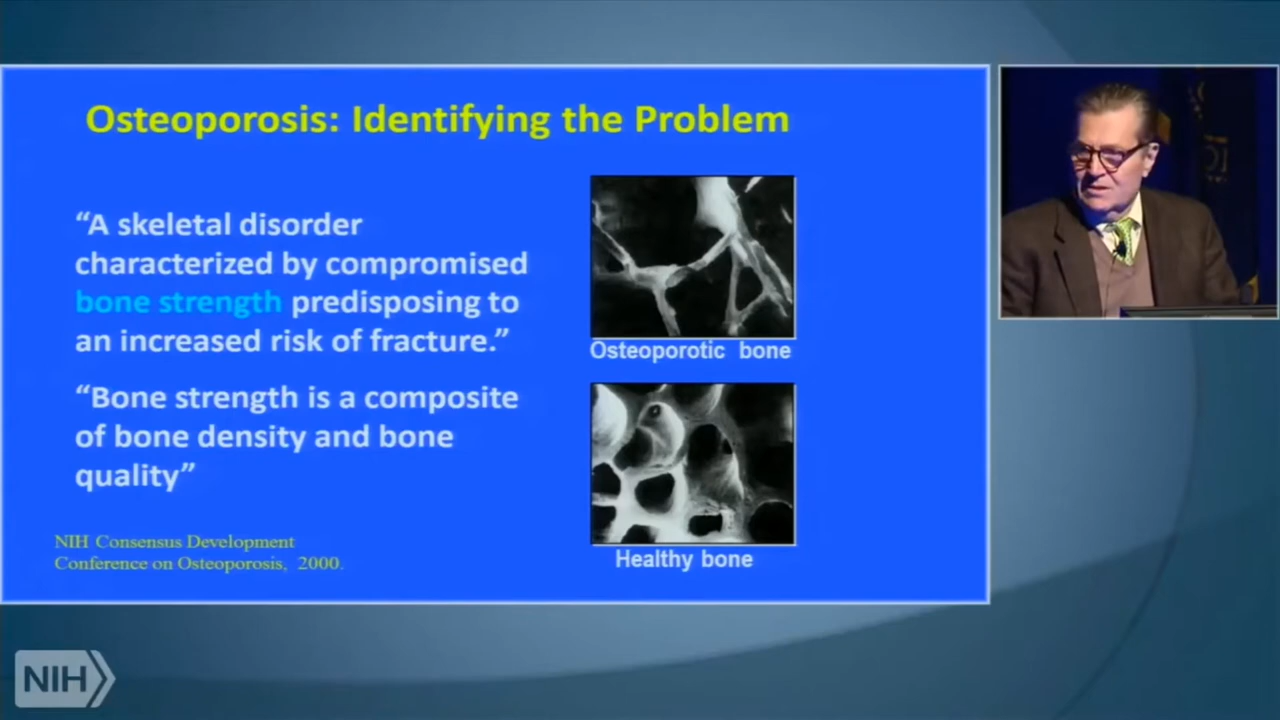 Osteoporosis: Identifying the Problem
“A skeletal disorder
characterized by compromised
bone strength predisposing to
an increased risk of fracture.”
“Bone strength is a composite
of bone density and bone
quality”
NIH Consensus Development
Conference on Osteoporosis, 2000.
Osteoporotic bone
Healthy bone
NIH